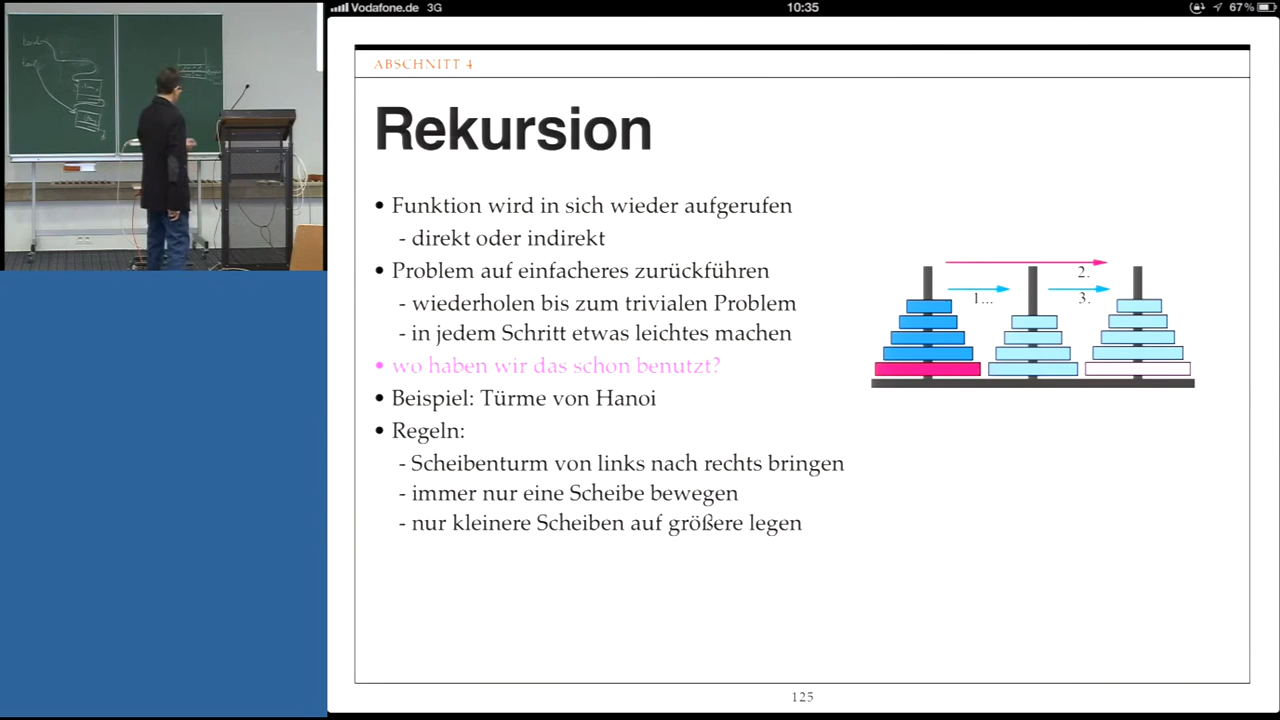 Vodafone.de 3G 10:35 67%
ABSCHNITT 4
Rekursion
• Funktion wird in sich wieder aufgerufen
- direkt oder indirekt
• Problem auf einfacheres zurückführen
- wiederholen bis zum trivialen Problem
- in jedem Schritt etwas leichtes machen
• wo haben wir das schon benutzt?
• Beispiel: Türme von Hanoi
• Regeln:
- Scheibenturm von links nach rechts bringen
- immer nur eine Scheibe bewegen
- nur kleinere Scheiben auf größere legen
2.
1... 3.
125